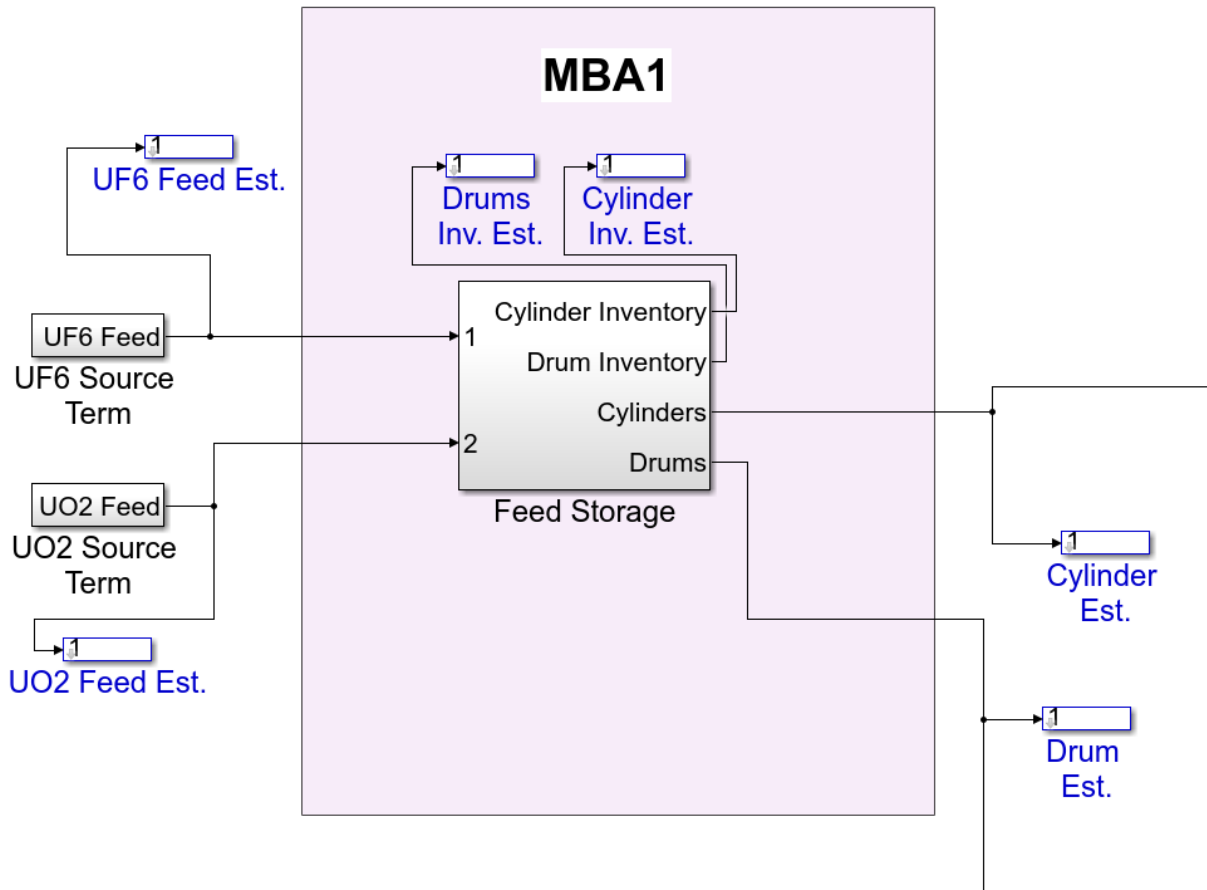 MBA1
1
UF6 Feed Est.
1
Drums
Inv. Est.
1
Cylinder
Inv. Est.
UF6 Feed
UF6 Source
Term
1
2
Cylinder Inventory
Drum Inventory
Cylinders
Drums
Feed Storage
UO2 Feed
UO2 Source
Term
1
UO2 Feed Est.
1
Cylinder
Est.
1
Drum
Est.